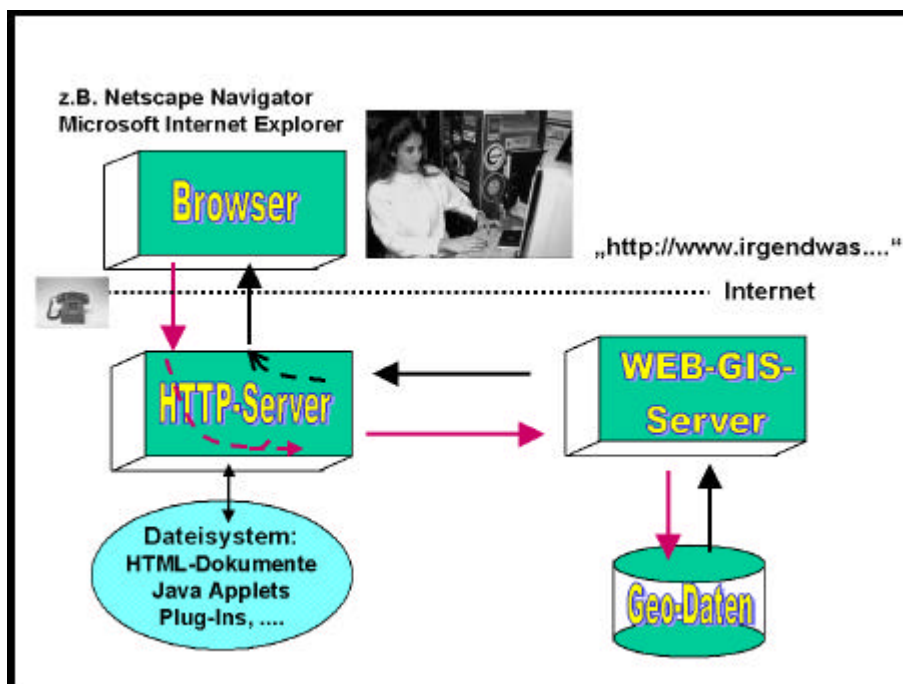 z.B. Netscape Navigator
Microsoft Internet Explorer
Browser
„http://www.irgendwas....“
Internet
HTTP-Server
WEB-GIS-
Server
Dateisystem:
HTML-Dokumente
Java Applets
Plug-Ins, ....
Geo-Daten